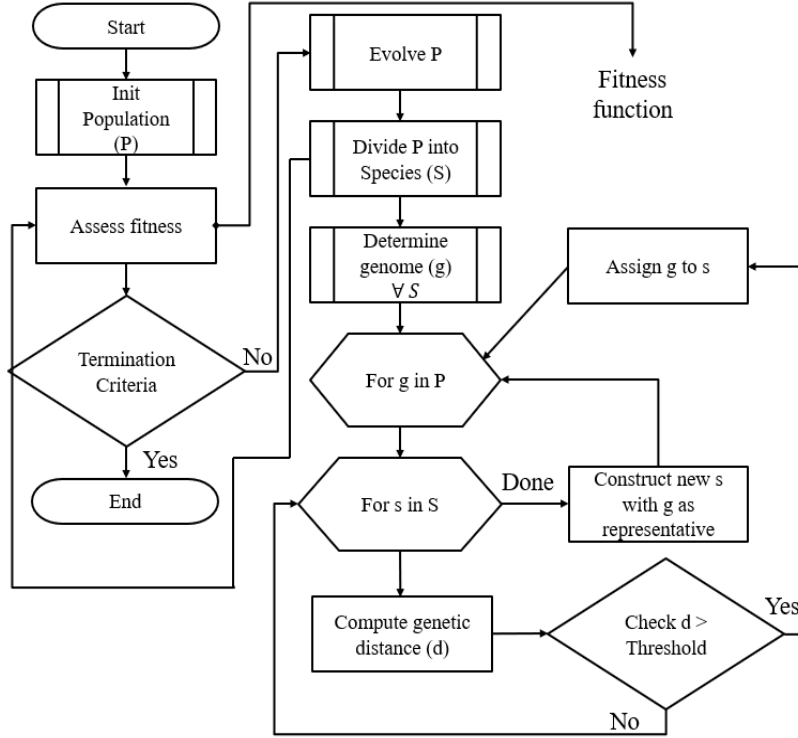 Start
Init
Population
(P)
Assess fitness
Termination
Criteria
No
Yes
End
Evolve P
Divide P into
Species (S)
Determine
genome (g)
∀ S
For g in P
For s in S
Done
Compute genetic
distance (d)
Fitness
function
Assign g to s
Construct new s
with g as
representative
Check d >
Threshold
Yes
No